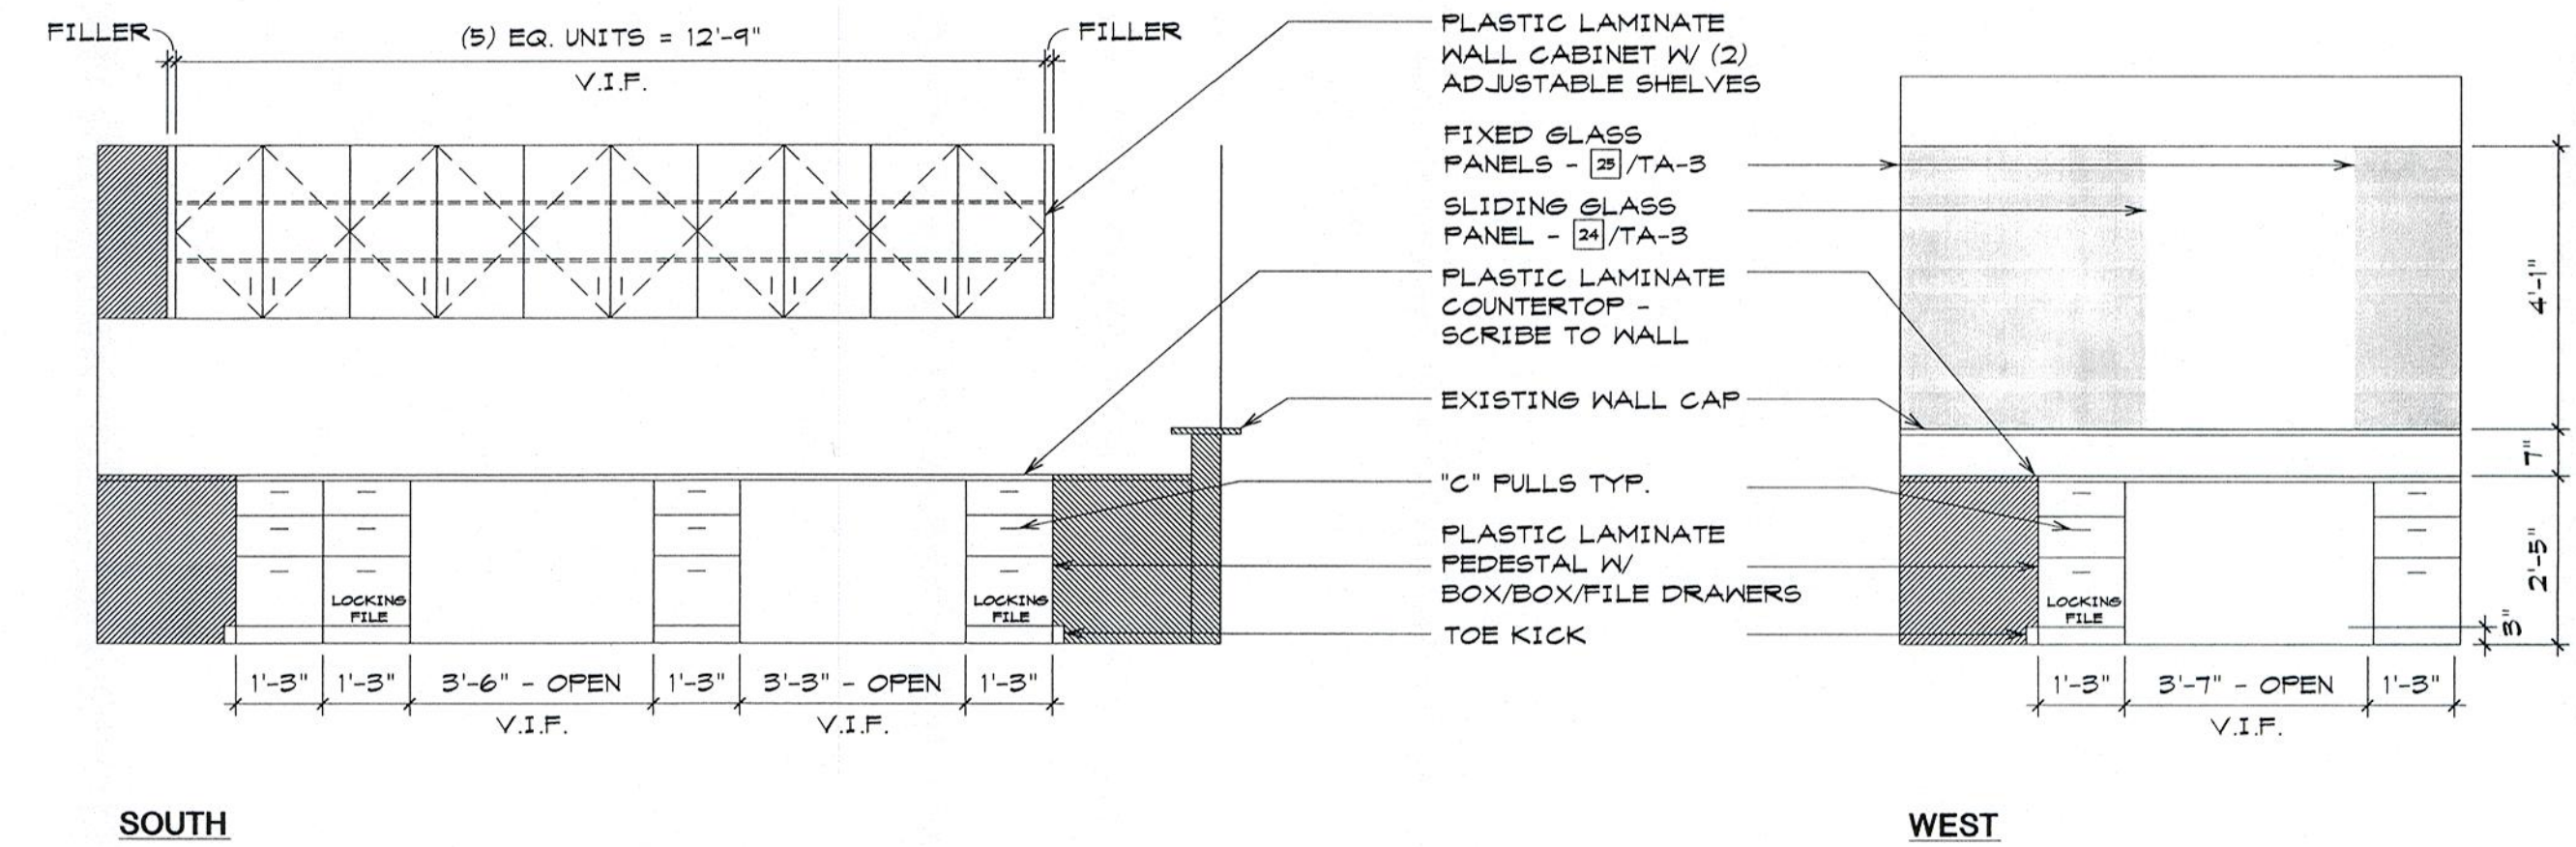 FILLER
(5) EQ. UNITS = 12'-9"
V.I.F.
FILLER
PLASTIC LAMINATE
WALL CABINET W/ (2)
ADJUSTABLE SHELVES
FIXED GLASS
PANELS - 25/TA-3
SLIDING GLASS
PANEL - 24/TA-3
PLASTIC LAMINATE
COUNTERTOP -
SCRIBE TO WALL
EXISTING WALL CAP
"C" PULLS TYP.
PLASTIC LAMINATE
PEDESTAL W/
BOX/BOX/FILE DRAWERS
TOE KICK
LOCKING
FILE
LOCKING
FILE
1'-3"
1'-3"
3'-6" - OPEN
V.I.F.
1'-3"
3'-3" - OPEN
V.I.F.
1'-3"
SOUTH
4'-1"
7"
2'-5"
3"
LOCKING
FILE
1'-3"
3'-7" - OPEN
V.I.F.
1'-3"
WEST